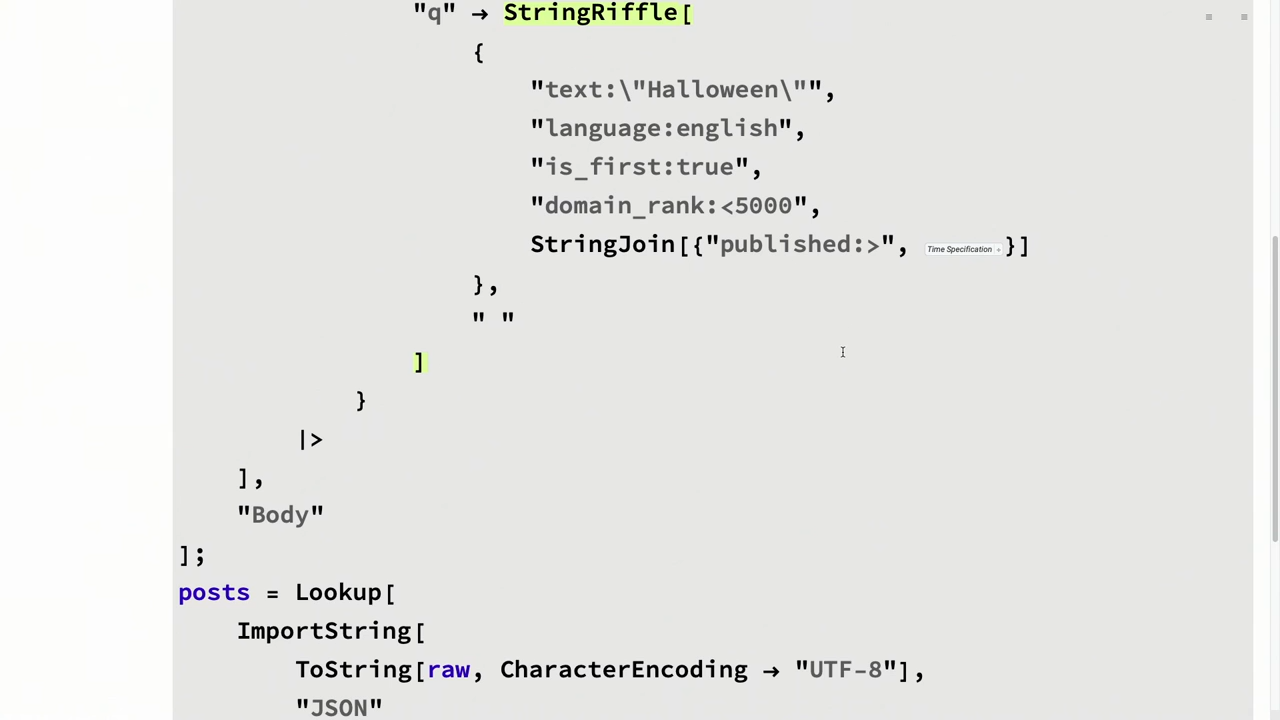 "q" → StringRiffle[
{
"text:\"Halloween\"",
"language:english",
"is_first:true",
"domain_rank:<5000",
StringJoin[{"published:>", Time Specification + }]
},
" "
]
}
|>
],
"Body"
];
posts = Lookup[
ImportString[
ToString[raw, CharacterEncoding → "UTF-8"],
"JSON"